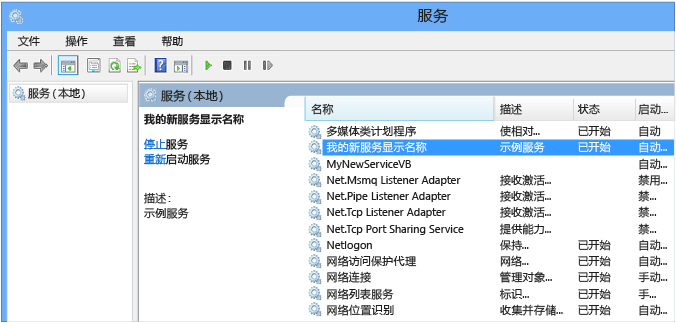 服务
文件 操作 查看 帮助
服务(本地)
服务(本地)
我的新服务显示名称
停止服务
重新启动服务
描述:
示例服务
名称 描述 状态 启动...
多媒体类计划程序 使相对... 已开始 自动
我的新服务显示名称 示例服务 已开始 自动...
MyNewServiceVB 自动...
Net.Msmq Listener Adapter 接收激活... 禁用...
Net.Pipe Listener Adapter 接收激活... 禁...
Net.Tcp Listener Adapter 接收激活... 禁...
Net.Tcp Port Sharing Service 提供能力... 禁...
Netlogon 保持... 已开始 自动...
网络访问保护代理 网络... 已开始 自动...
网络连接 管理对象... 已开始 手动...
网络列表服务 标识... 已开始 手...
网络位置识别 收集并存储... 已开始 自动...